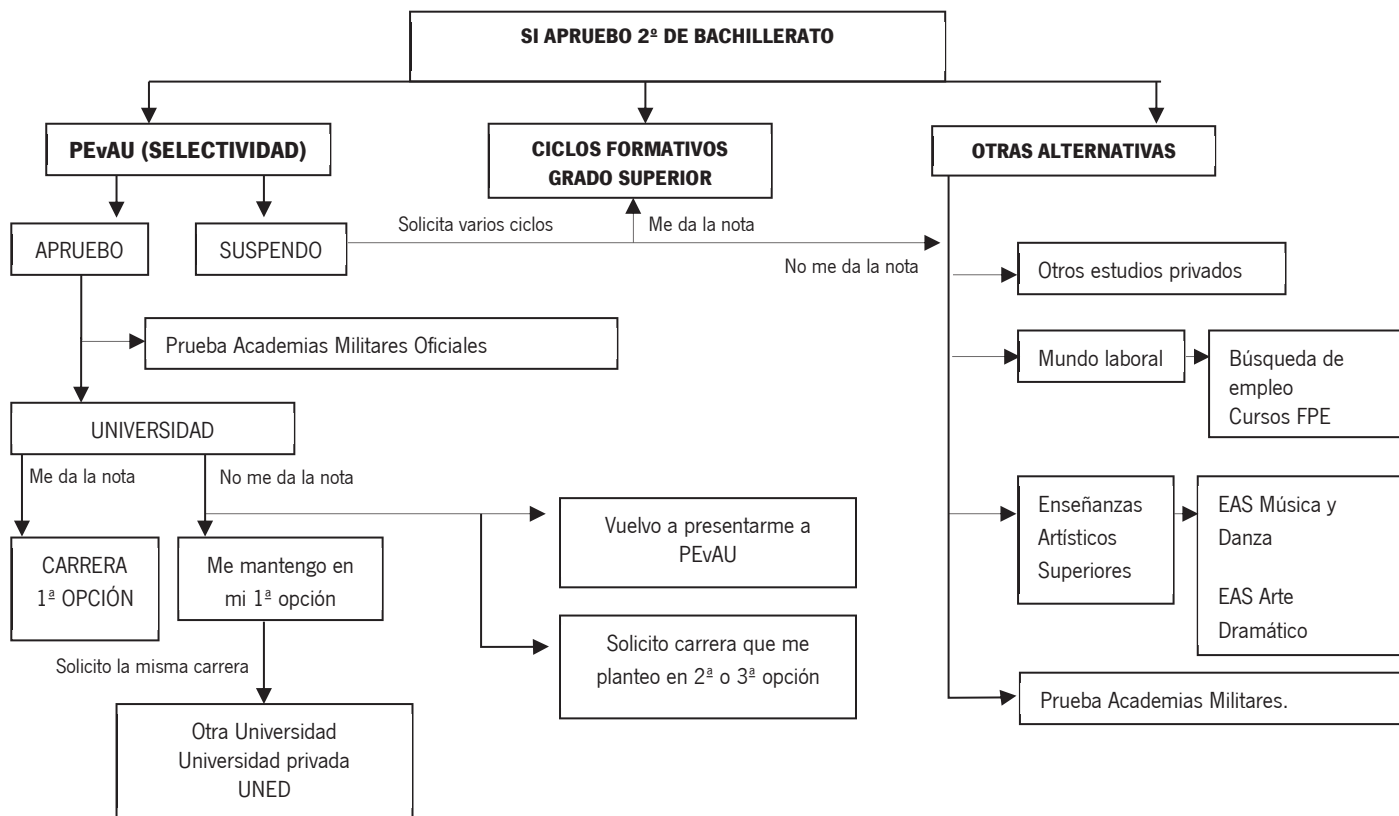 SI APRUEBO 2º DE BACHILLERATO
PEvAU (SELECTIVIDAD)
CICLOS FORMATIVOS
GRADO SUPERIOR
OTRAS ALTERNATIVAS
APRUEBO
SUSPENDO
Solicita varios ciclos
Me da la nota
No me da la nota
Otros estudios privados
Prueba Academias Militares Oficiales
Mundo laboral
Búsqueda de
empleo
Cursos FPE
UNIVERSIDAD
Me da la nota
No me da la nota
CARRERA
1ª OPCIÓN
Me mantengo en
mi 1ª opción
Vuelvo a presentarme a
PEvAU
Solicito carrera que me
planteo en 2ª o 3ª opción
Enseñanzas
Artísticos
Superiores
EAS Música y
Danza
EAS Arte
Dramático
Solicito la misma carrera
Otra Universidad
Universidad privada
UNED
Prueba Academias Militares.